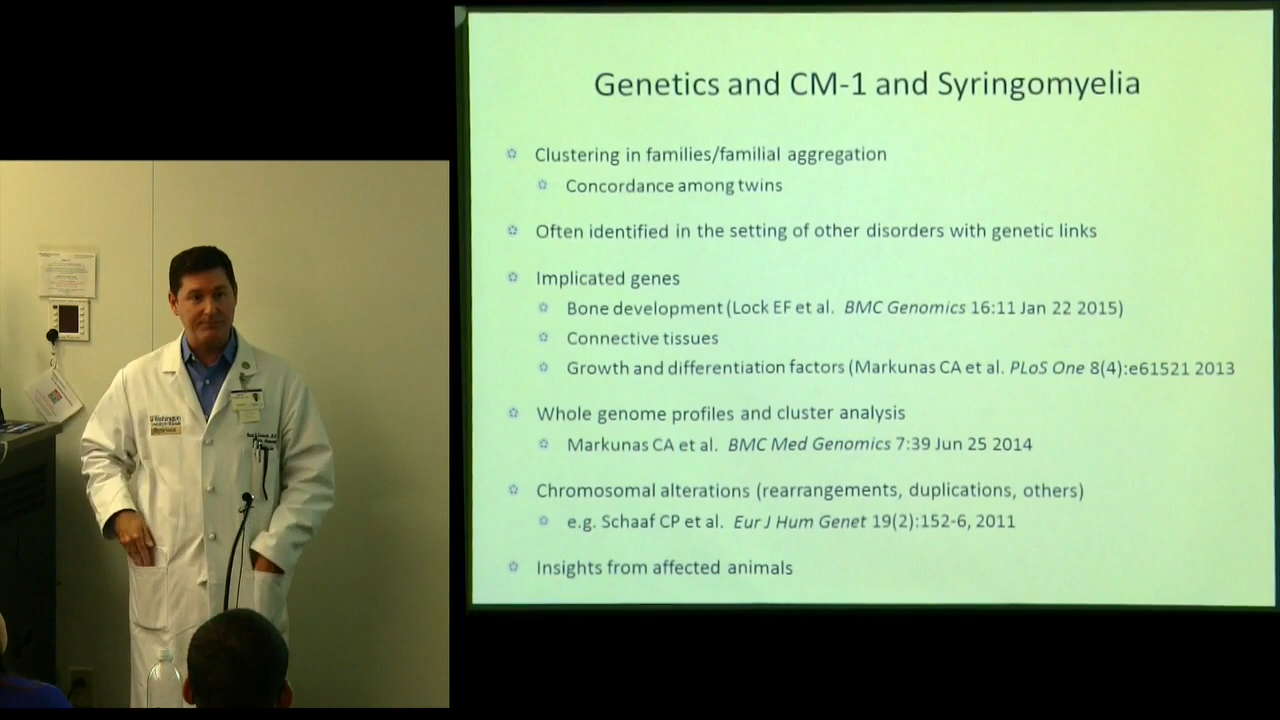 Genetics and CM-1 and Syringomyelia
Clustering in families/familial aggregation
Concordance among twins
Often identified in the setting of other disorders with genetic links
Implicated genes
Bone development (Lock EF et al. BMC Genomics 16:11 Jan 22 2015)
Connective tissues
Growth and differentiation factors (Markunas CA et al. PLoS One 8(4):e61521 2013
Whole genome profiles and cluster analysis
Markunas CA et al. BMC Med Genomics 7:39 Jun 25 2014
Chromosomal alterations (rearrangements, duplications, others)
e.g. Schaaf CP et al. Eur J Hum Genet 19(2):152-6, 2011
Insights from affected animals
Washington